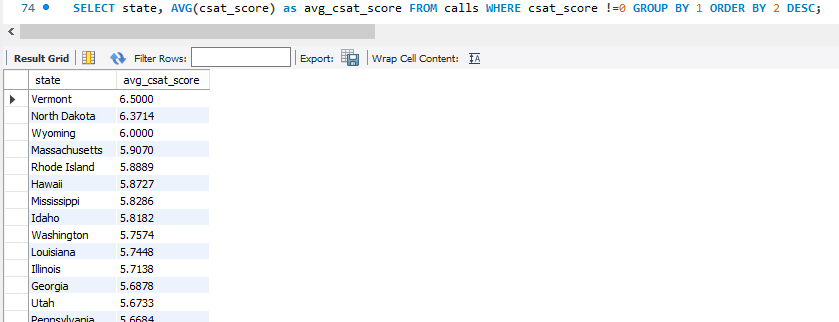 74 SELECT state, AVG(csat_score) as avg_csat_score FROM calls WHERE csat_score !=0 GROUP BY 1 ORDER BY 2 DESC;
Result Grid Filter Rows: Export: Wrap Cell Content: IA
state avg_csat_score
Vermont 6.5000
North Dakota 6.3714
Wyoming 6.0000
Massachusetts 5.9070
Rhode Island 5.8889
Hawaii 5.8727
Mississippi 5.8286
Idaho 5.8182
Washington 5.7574
Louisiana 5.7448
Illinois 5.7138
Georgia 5.6878
Utah 5.6733
Pennsylvania 5.6684